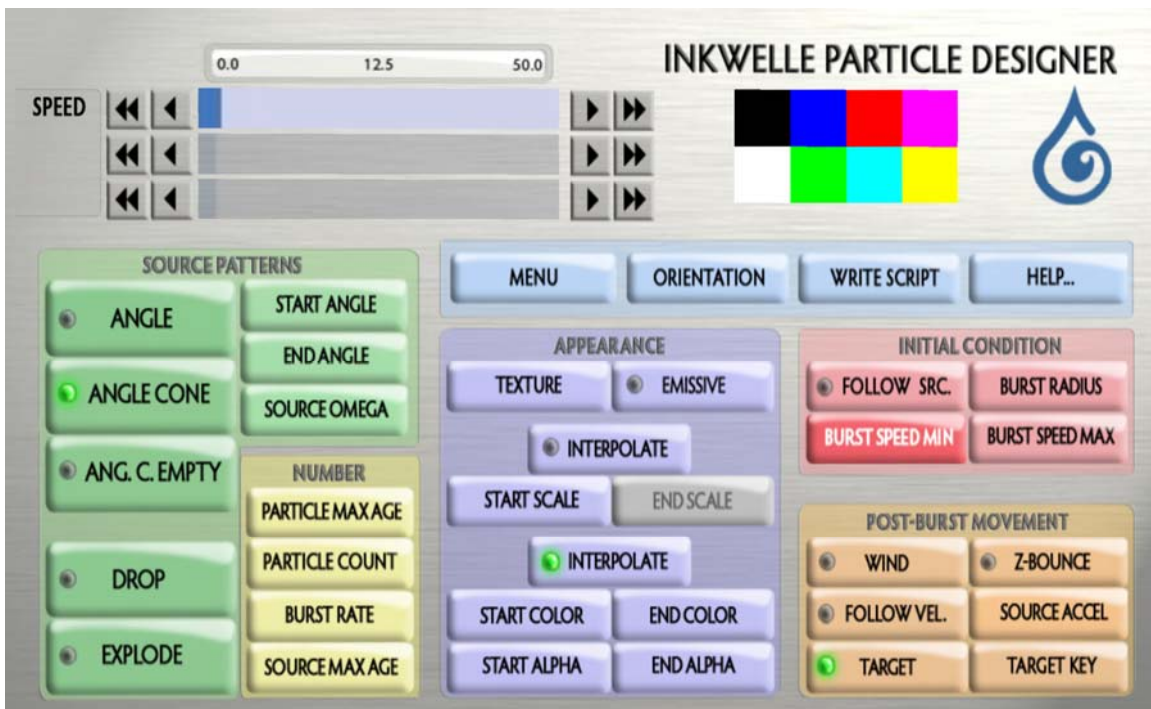 INKWELLE PARTICLE DESIGNER
0.0 12.5 50.0
SPEED
SOURCE PATTERNS
ANGLE
START ANGLE
END ANGLE
ANGLE CONE
SOURCE OMEGA
ANG. C. EMPTY
DROP
EXPLODE
NUMBER
PARTICLE MAX AGE
PARTICLE COUNT
BURST RATE
SOURCE MAX AGE
MENU
ORIENTATION
WRITE SCRIPT
HELP...
APPEARANCE
TEXTURE
EMISSIVE
INTERPOLATE
START SCALE
END SCALE
INTERPOLATE
START COLOR
END COLOR
START ALPHA
END ALPHA
INITIAL CONDITION
FOLLOW SRC.
BURST RADIUS
BURST SPEED MIN
BURST SPEED MAX
POST-BURST MOVEMENT
WIND
Z-BOUNCE
FOLLOW VEL.
SOURCE ACCEL
TARGET
TARGET KEY